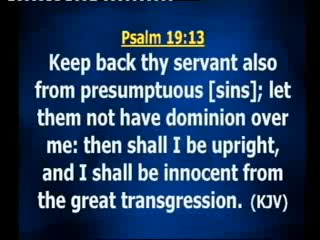 Psalm 19:13
Keep back thy servant also
from presumptuous [sins]; let
them not have dominion over
me: then shall I be upright,
and I shall be innocent from
the great transgression. (KJV)